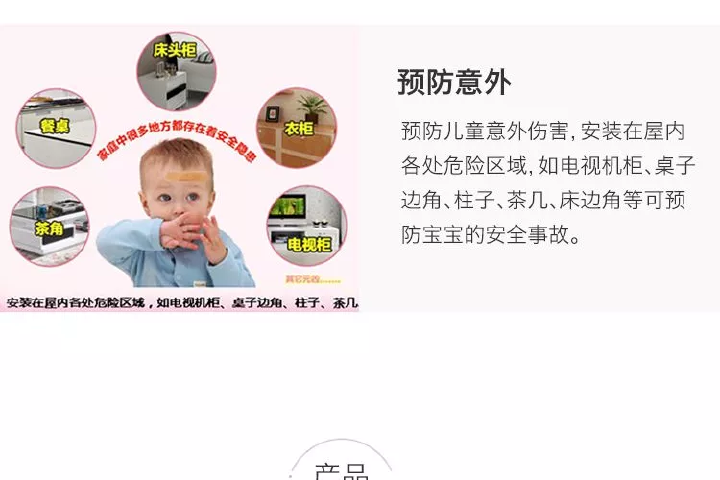 床头柜
餐桌
衣柜
家庭中很多地方都存在着安全隐患
茶角
电视柜
安装在屋内各处危险区域，如电视机柜、桌子边角、柱子、茶几
预防意外
预防儿童意外伤害，安装在屋内
各处危险区域，如电视机柜、桌子
边角、柱子、茶几、床边角等可预
防宝宝的安全事故。
产品